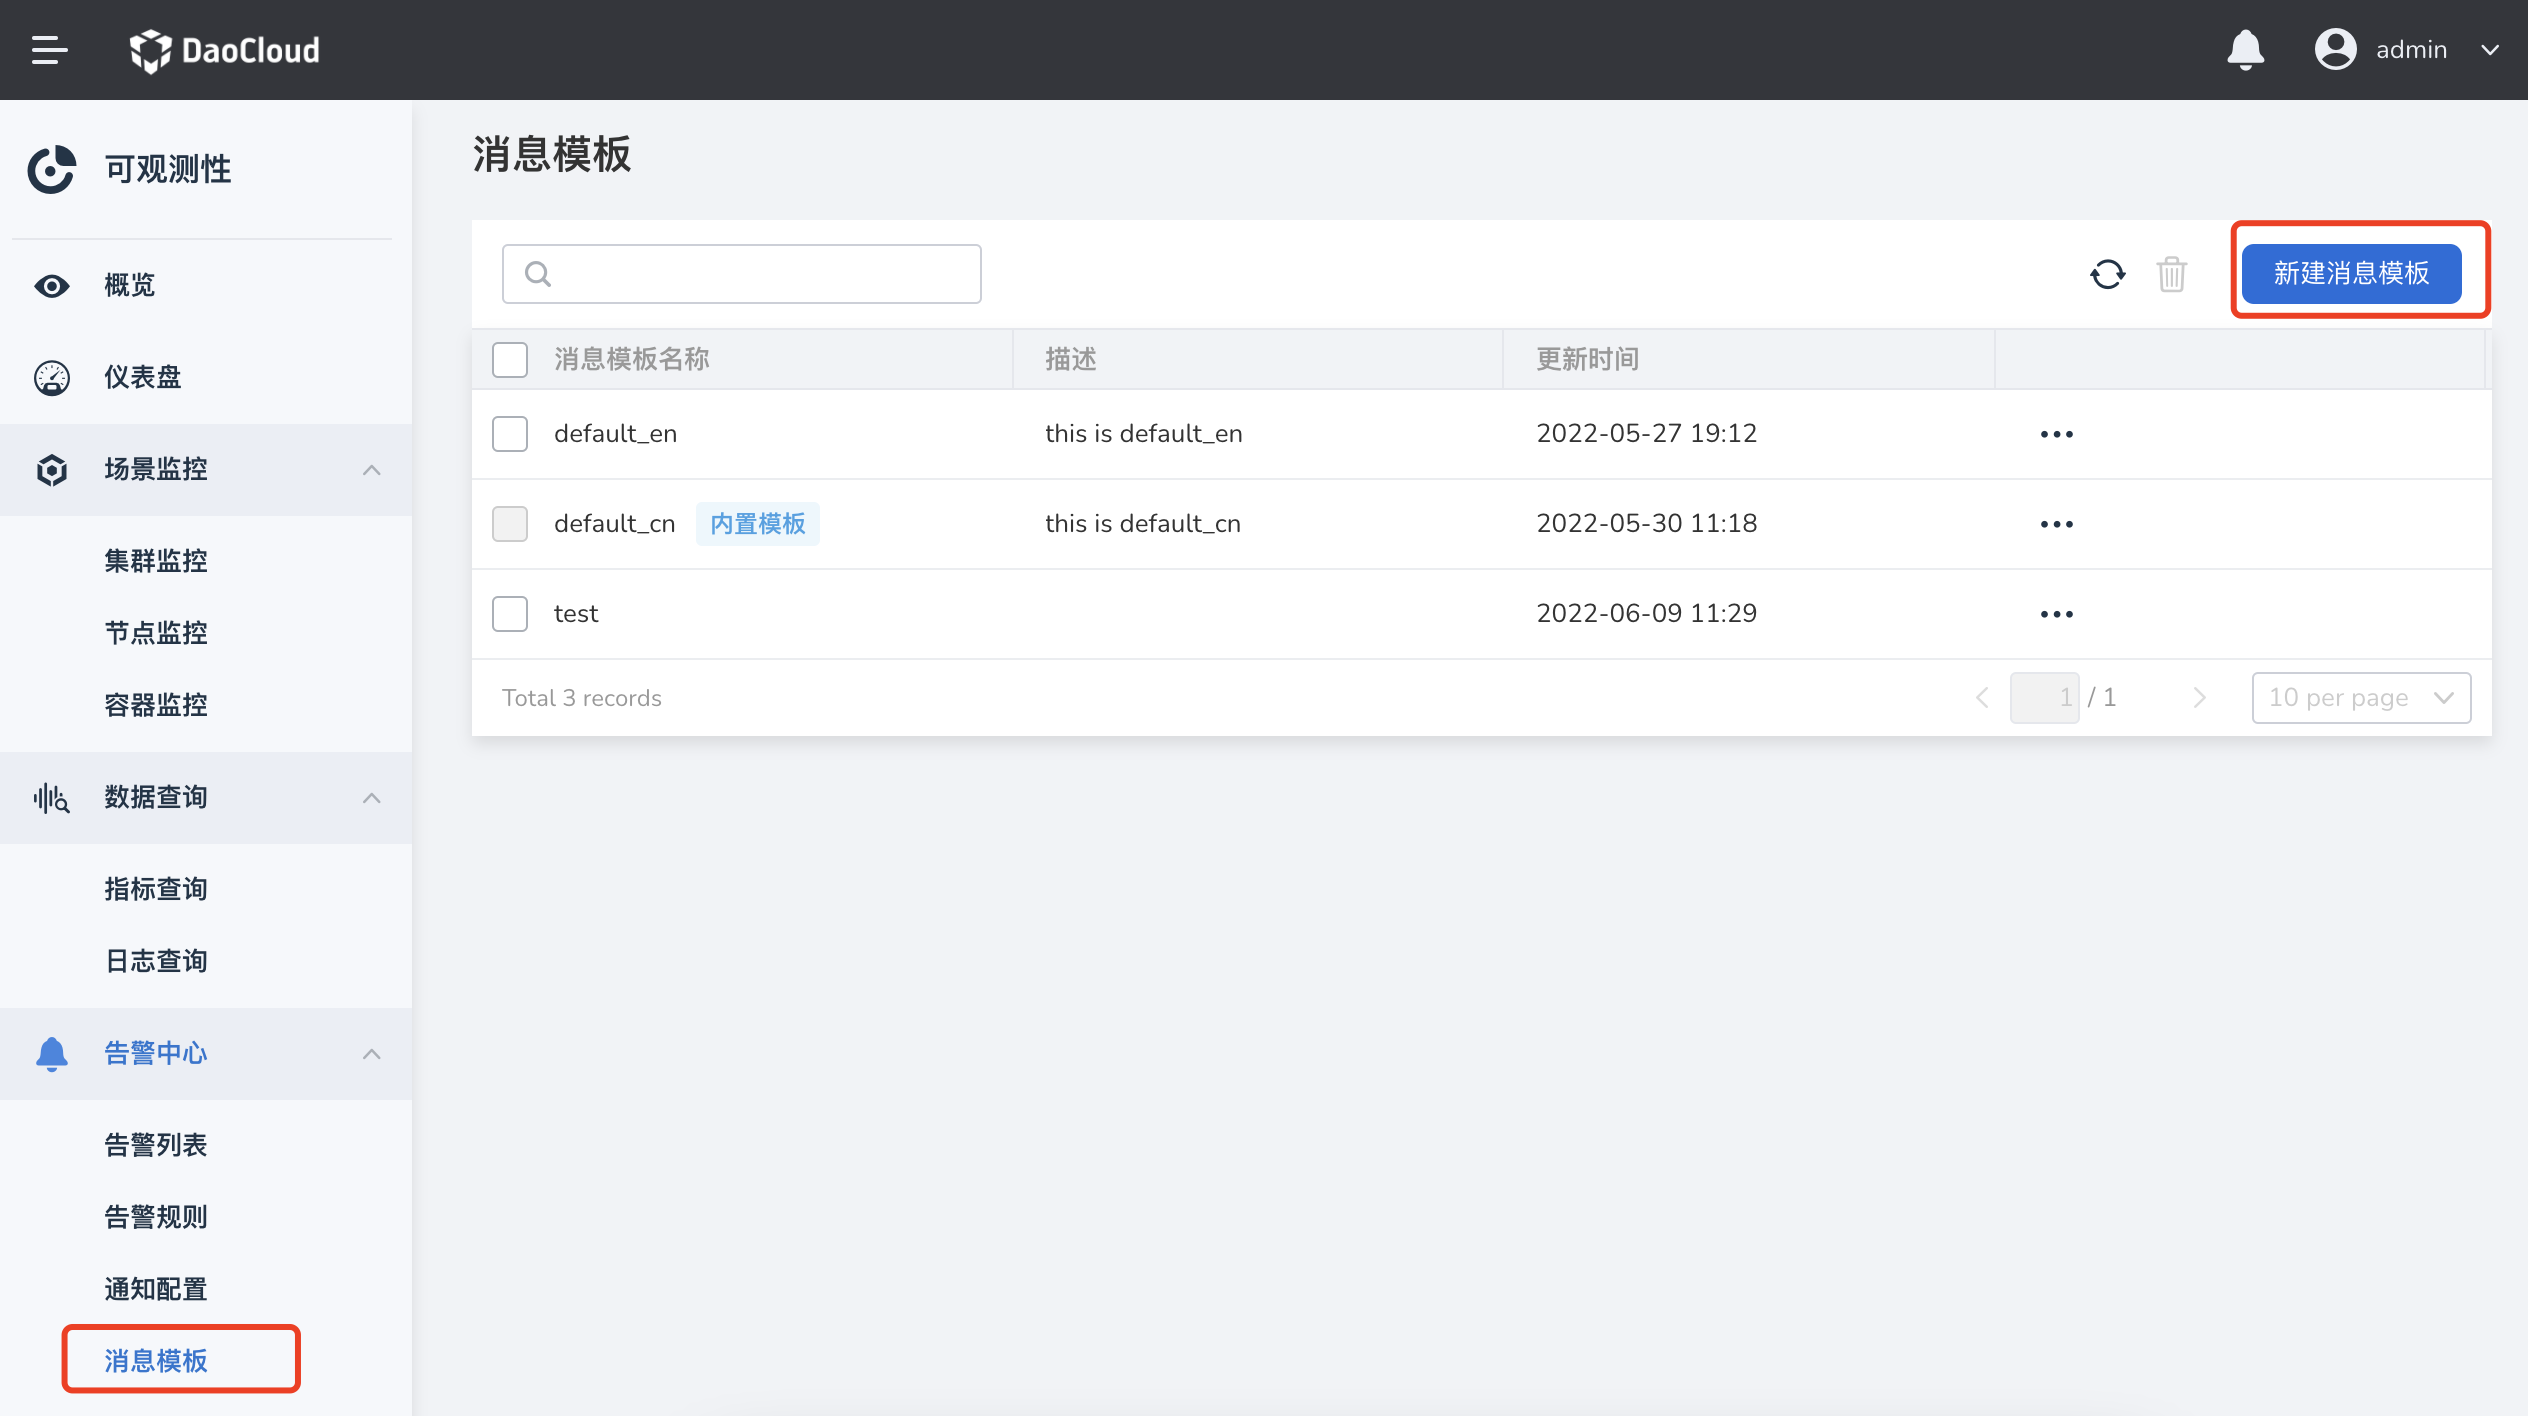 DaoCloud
admin
可观测性
概览
仪表盘
场景监控
集群监控
节点监控
容器监控
数据查询
指标查询
日志查询
告警中心
告警列表
告警规则
通知配置
消息模板
消息模板
新建消息模板
消息模板名称 描述 更新时间
default_en this is default_en 2022-05-27 19:12
default_cn 内置模板 this is default_cn 2022-05-30 11:18
test 2022-06-09 11:29
Total 3 records 1 / 1 10 per page